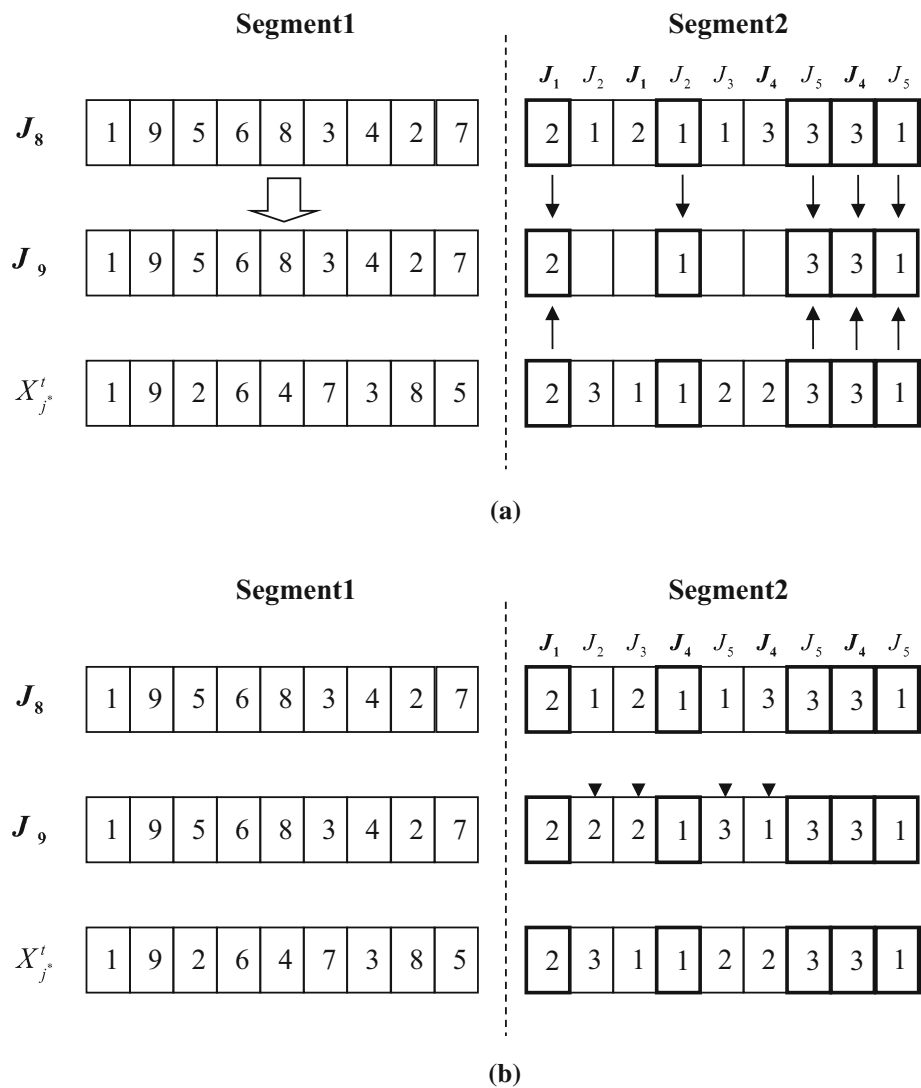 Segment1 Segment2
J₁ J₂ J₁ J₂ J₃ J₄ J₅ J₄ J₅
J₈ 1 9 5 6 8 3 4 2 7 2 1 2 1 1 3 3 3 1
J₉ 1 9 5 6 8 3 4 2 7 2 1 3 3 1
Xᵗⱼ* 1 9 2 6 4 7 3 8 5 2 3 1 1 2 2 3 3 1
(a)
Segment1 Segment2
J₁ J₂ J₃ J₄ J₅ J₄ J₅ J₄ J₅
J₈ 1 9 5 6 8 3 4 2 7 2 1 2 1 1 3 3 3 1
J₉ 1 9 5 6 8 3 4 2 7 2 2 2 1 3 1 3 3 1
Xᵗⱼ* 1 9 2 6 4 7 3 8 5 2 3 1 1 2 2 3 3 1
(b)